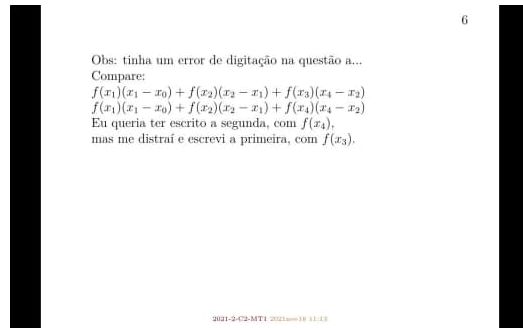 6
Obs: tinha um error de digitação na questão a...
Compare:
f(x₁)(x₁ − x₀) + f(x₂)(x₂ − x₁) + f(x₃)(x₄ − x₂)
f(x₁)(x₁ − x₀) + f(x₂)(x₂ − x₁) + f(x₄)(x₄ − x₂)
Eu queria ter escrito a segunda, com f(x₄),
mas me distraí e escrevi a primeira, com f(x₃).
2021-2-C2-MT1